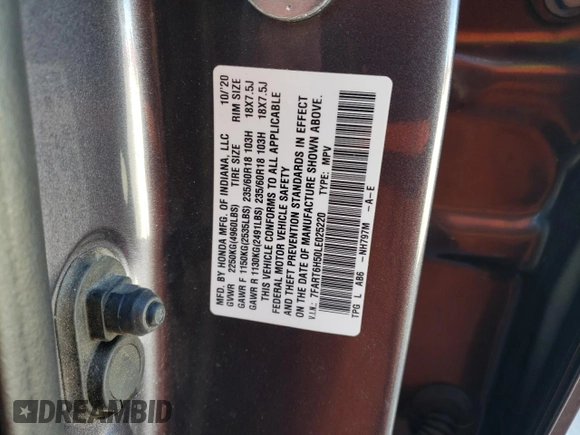 MFD. BY HONDA MFG. OF INDIANA, LLC 10/'20
TIRE SIZE RIM SIZE
GVWR 2250KG(4960LBS)
GAWR F 1150KG(2535LBS) 235/60R18 103H 18X7.5J
GAWR R 1130KG(2491LBS) 235/60R18 103H 18X7.5J
THIS VEHICLE CONFORMS TO ALL APPLICABLE
FEDERAL MOTOR VEHICLE SAFETY
AND THEFT PREVENTION STANDARDS IN EFFECT
ON THE DATE OF MANUFACTURE SHOWN ABOVE.
V.I.N.: 7FART6H50LE025220 TYPE: MPV
TPG L AB6 -NH797M -A-E
DREAMBID